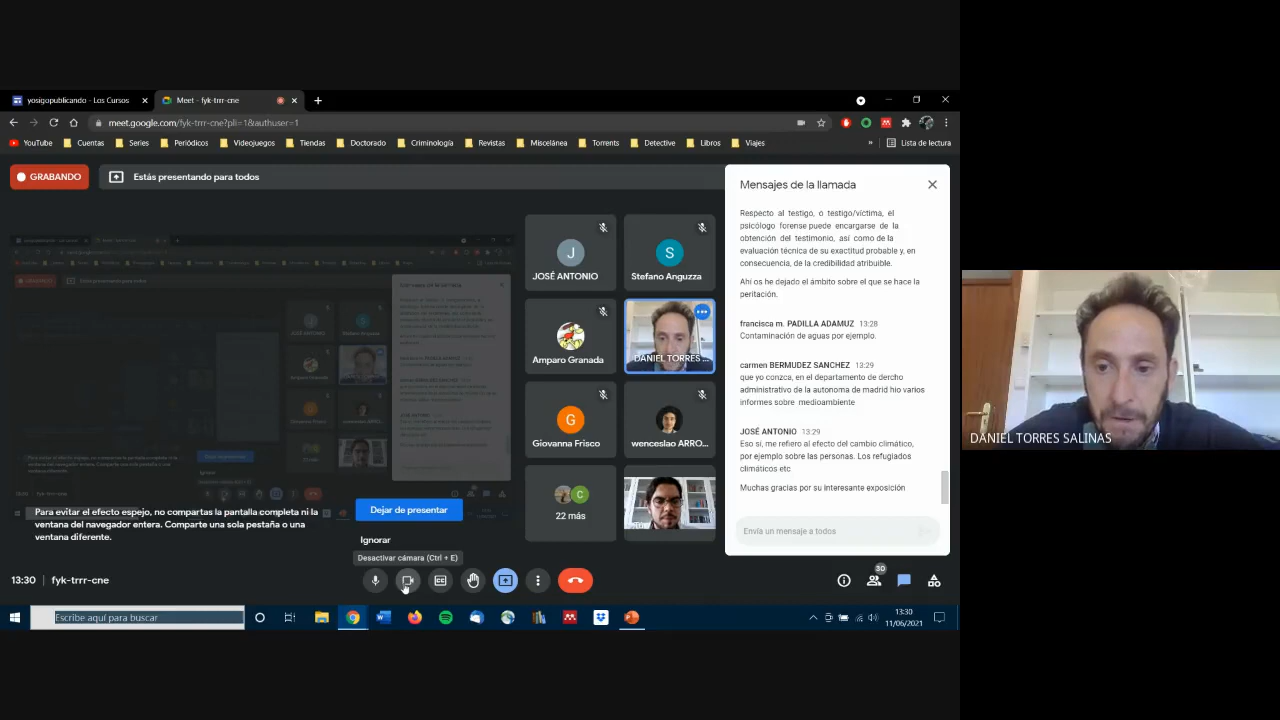 yosigopublicando - Los Cursos
Meet - fyk-trrr-cne
meet.google.com/fyk-trrr-cne?pli=1&authuser=1
YouTube Cuentas Series Periódicos Videojuegos Tiendas Doctorado Criminología Revistas Miscelánea Torrents Detective Libros Viajes » Lista de lectura
GRABANDO
Estás presentando para todos
JOSÉ ANTONIO
Stefano Anguzza
Amparo Granada
DANIEL TORRES ...
Giovanna Frisco
wenceslao ARRO...
22 más
Mensajes de la llamada
Respecto al testigo, o testigo/víctima, el
psicólogo forense puede encargarse de la
obtención del testimonio, así como de la
evaluación técnica de su exactitud probable y, en
consecuencia, de la credibilidad atribuible.
Ahí os he dejado el ámbito sobre el que se hace la
peritación.
francisca m. PADILLA ADAMUZ 13:28
Contaminación de aguas por ejemplo.
carmen BERMUDEZ SANCHEZ 13:29
que yo conzca, en el departamento de dercho
administrativo de la autonoma de madrid hio varios
informes sobre medioambiente
JOSÉ ANTONIO 13:29
Eso sí, me refiero al efecto del cambio climático,
por ejemplo sobre las personas. Los refugiados
climáticos etc
Muchas gracias por su interesante exposición
Envía un mensaje a todos
Para evitar el efecto espejo, no compartas la pantalla completa ni la
ventana del navegador entera. Comparte una sola pestaña o una
ventana diferente.
Dejar de presentar
Ignorar
Desactivar cámara (Ctrl + E)
13:30 | fyk-trrr-cne
30
Escribe aquí para buscar
13:30
11/06/2021
DANIEL TORRES SALINAS